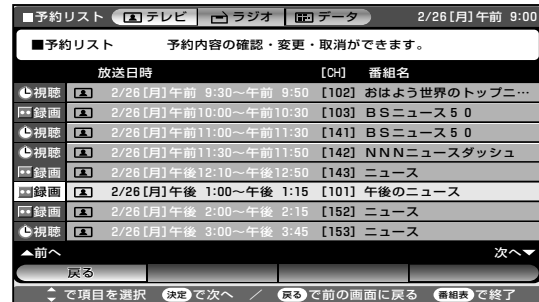 ■予約リスト テレビ ラジオ データ 2/26[月]午前 9:00
■予約リスト 予約内容の確認・変更・取消ができます。
放送日時 [CH] 番組名
視聴 2/26[月]午前 9:30〜午前 9:50 [102] おはよう世界のトップニ…
録画 2/26[月]午前10:00〜午前10:30 [103] BSニュース50
視聴 2/26[月]午前11:00〜午前11:30 [141] BSニュース50
視聴 2/26[月]午前11:30〜午前11:50 [142] NNNニュースダッシュ
録画 2/26[月]午後12:10〜午後12:50 [143] ニュース
録画 2/26[月]午後 1:00〜午後 1:15 [101] 午後のニュース
録画 2/26[月]午後 2:00〜午後 2:15 [152] ニュース
視聴 2/26[月]午後 3:00〜午後 3:45 [153] ニュース
▲前へ 次へ▼
戻る
で項目を選択 決定で次へ / 戻るで前の画面に戻る 番組表で終了